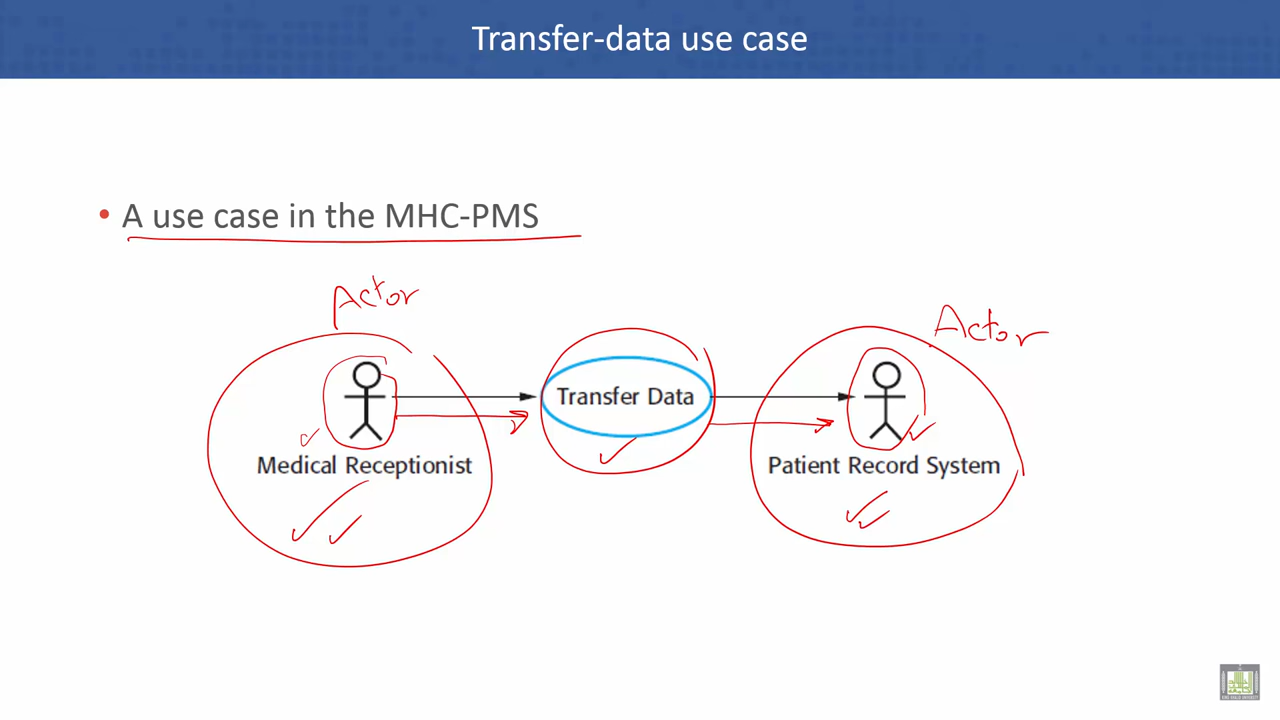 Transfer-data use case
• A use case in the MHC-PMS
Actor
Actor
Transfer Data
Medical Receptionist
Patient Record System